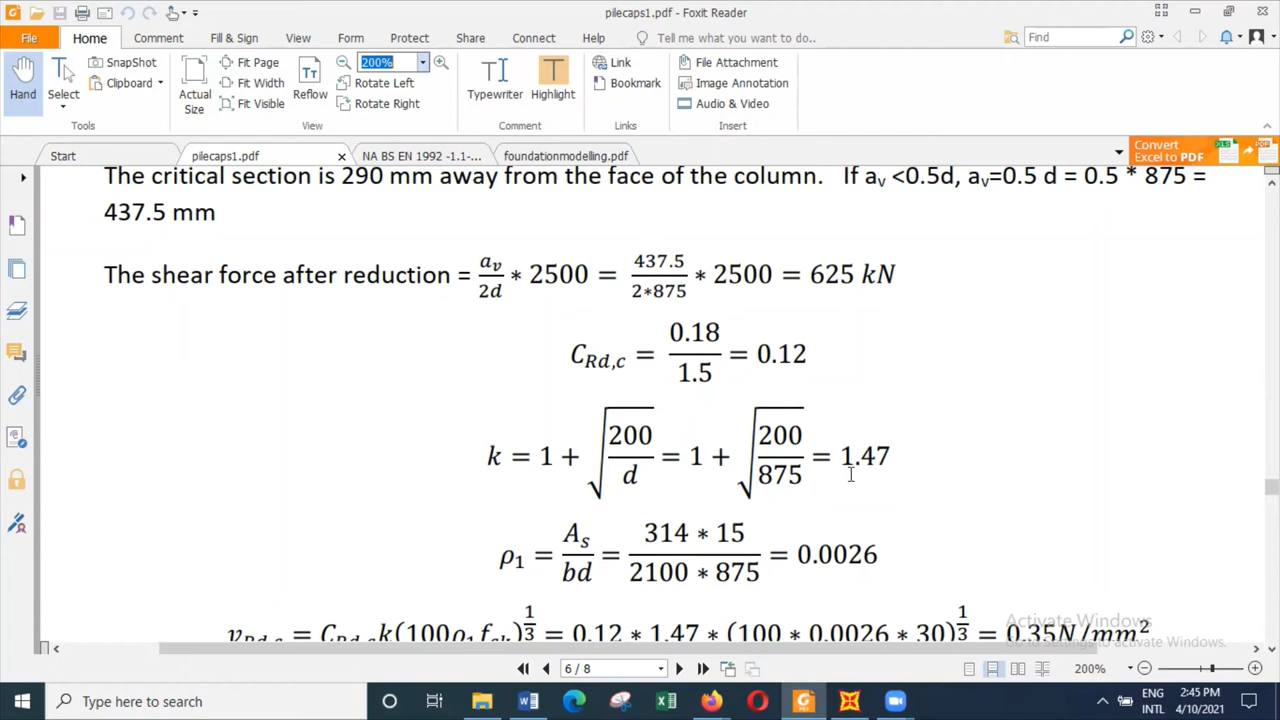 pilecaps1.pdf - Foxit Reader
File Home Comment Fill & Sign View Form Protect Share Connect Help Tell me what you want to do.. Find
Hand
Select
SnapShot
Clipboard
Tools
Actual Size
Fit Page
Fit Width
Fit Visible
Reflow
200%
Rotate Left
Rotate Right
View
Typewriter
Highlight
Comment
Link
Bookmark
Links
File Attachment
Image Annotation
Audio & Video
Insert
Start pilecaps1.pdf NA BS EN 1992 -1.1-... foundationmodelling.pdf
Convert Excel to PDF
The critical section is 290 mm away from the face of the column. If aᵥ <0.5d, aᵥ=0.5 d = 0.5 * 875 =
437.5 mm
The shear force after reduction = aᵥ/2d * 2500 = 437.5/2*875 * 2500 = 625 kN
C_Rd,c = 0.18/1.5 = 0.12
k = 1 + √(200/d) = 1 + √(200/875) = 1.47
ρ₁ = A_s/bd = 314 * 15/2100 * 875 = 0.0026
v_Rd,c = C_Rd,c k(100ρ₁ f_ck)^1/3 = 0.12 * 1.47 * (100 * 0.0026 * 30)^1/3 = 0.35N/mm²
Activate Windows
Go to Settings to activate Windows.
6 / 8
200%
Type here to search
ENG
INTL
2:45 PM
4/10/2021